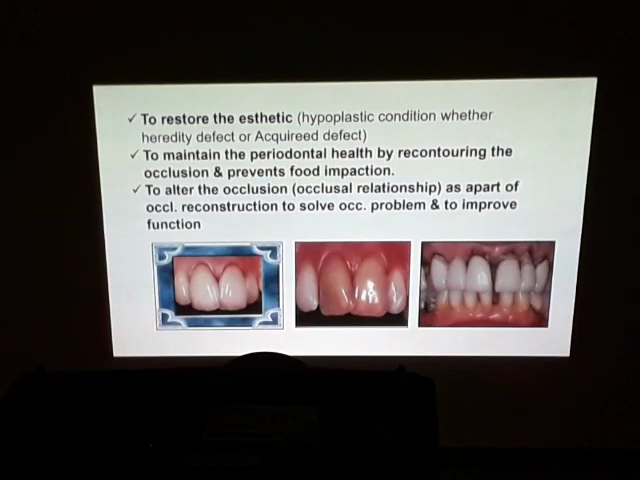 ✓ To restore the esthetic (hypoplastic condition whether
heredity defect or Acquireed defect)
✓ To maintain the periodontal health by recontouring the
occlusion & prevents food impaction.
✓ To alter the occlusion (occlusal relationship) as apart of
occl. reconstruction to solve occ. problem & to improve
function